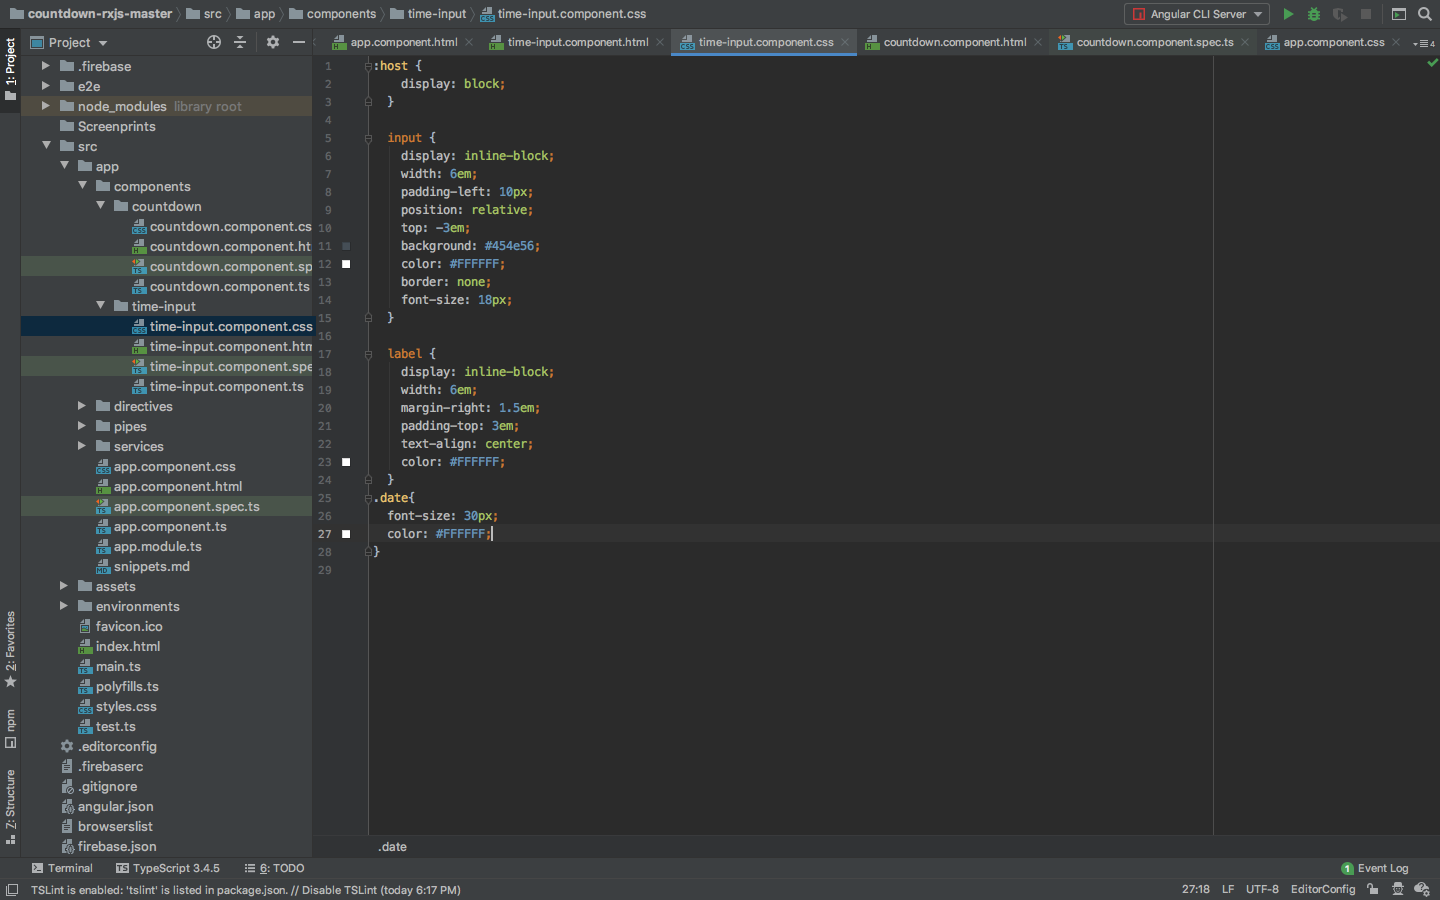 countdown-rxjs-master src app components time-input time-input.component.css Angular CLI Server
Project
app.component.html time-input.component.html time-input.component.css countdown.component.html countdown.component.spec.ts app.component.css 4
1: Project
2: Favorites
npm
7: Structure
.firebase
e2e
node_modules library root
Screenprints
src
app
components
countdown
countdown.component.cs
countdown.component.ht
countdown.component.sp
countdown.component.ts
time-input
time-input.component.css
time-input.component.htm
time-input.component.spe
time-input.component.ts
directives
pipes
services
app.component.css
app.component.html
app.component.spec.ts
app.component.ts
app.module.ts
snippets.md
assets
environments
favicon.ico
index.html
main.ts
polyfills.ts
styles.css
test.ts
.editorconfig
.firebaserc
.gitignore
angular.json
browserslist
firebase.json
1 :host {
2 display: block;
3 }
4
5 input {
6 display: inline-block;
7 width: 6em;
8 padding-left: 10px;
9 position: relative;
10 top: -3em;
11 background: #454e56;
12 color: #FFFFFF;
13 border: none;
14 font-size: 18px;
15 }
16
17 label {
18 display: inline-block;
19 width: 6em;
20 margin-right: 1.5em;
21 padding-top: 3em;
22 text-align: center;
23 color: #FFFFFF;
24 }
25 .date{
26 font-size: 30px;
27 color: #FFFFFF;
28 }
29
.date
Terminal TypeScript 3.4.5 6: TODO 1 Event Log
TSLint is enabled: 'tslint' is listed in package.json. // Disable TSLint (today 6:17 PM) 27:18 LF UTF-8 EditorConfig